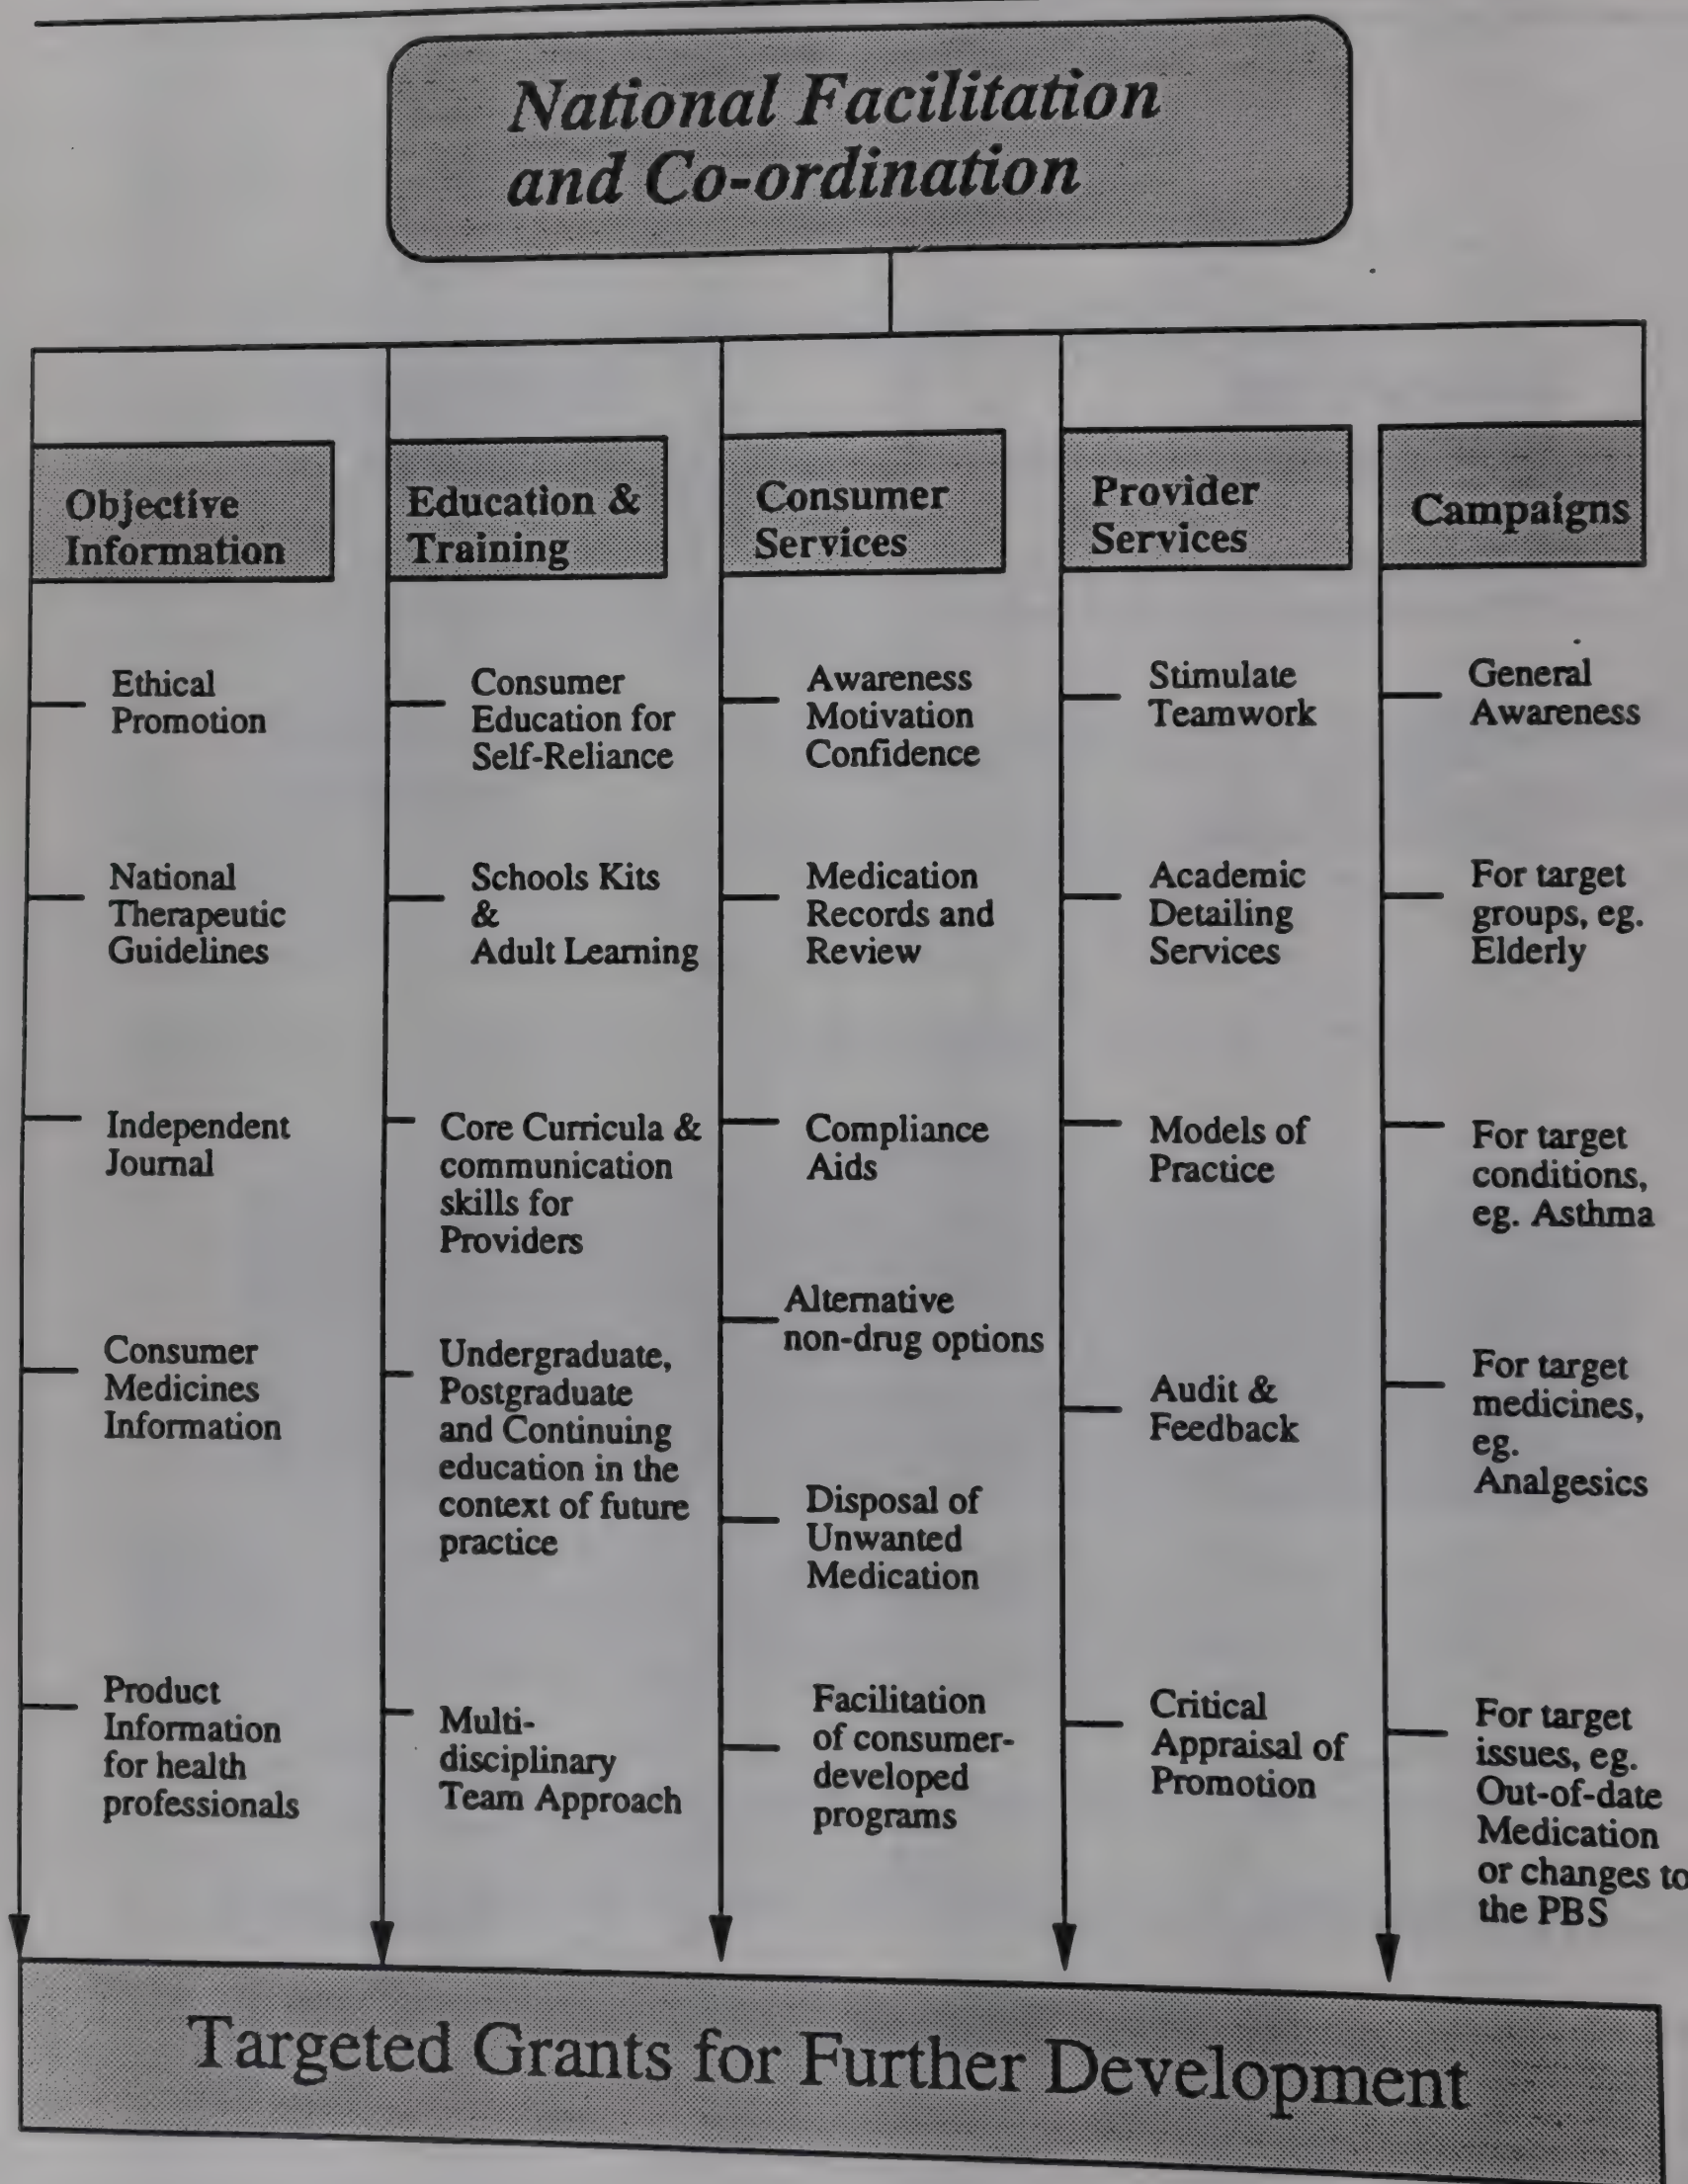 National Facilitation
and Co-ordination
Objective
Information
Ethical
Promotion
National
Therapeutic
Guidelines
Independent
Journal
Consumer
Medicines
Information
Product
Information
for health
professionals
Education &
Training
Consumer
Education for
Self-Reliance
Schools Kits
&
Adult Learning
Core Curricula &
communication
skills for
Providers
Undergraduate,
Postgraduate
and Continuing
education in the
context of future
practice
Multi-
disciplinary
Team Approach
Consumer
Services
Awareness
Motivation
Confidence
Medication
Records and
Review
Compliance
Aids
Alternative
non-drug options
Disposal of
Unwanted
Medication
Facilitation
of consumer-
developed
programs
Provider
Services
Stimulate
Teamwork
Academic
Detailing
Services
Models of
Practice
Audit &
Feedback
Critical
Appraisal of
Promotion
Campaigns
General
Awareness
For target
groups, eg.
Elderly
For target
conditions,
eg. Asthma
For target
medicines,
eg.
Analgesics
For target
issues, eg.
Out-of-date
Medication
or changes to
the PBS
Targeted Grants for Further Development